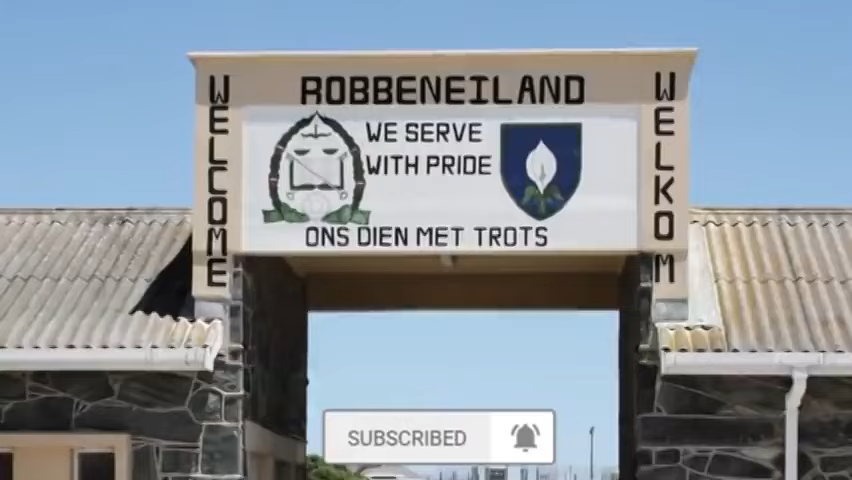 ROBBENEILAND
WELCOME
WE SERVE
WITH PRIDE
ONS DIEN MET TROTS
WELKOM
SUBSCRIBED